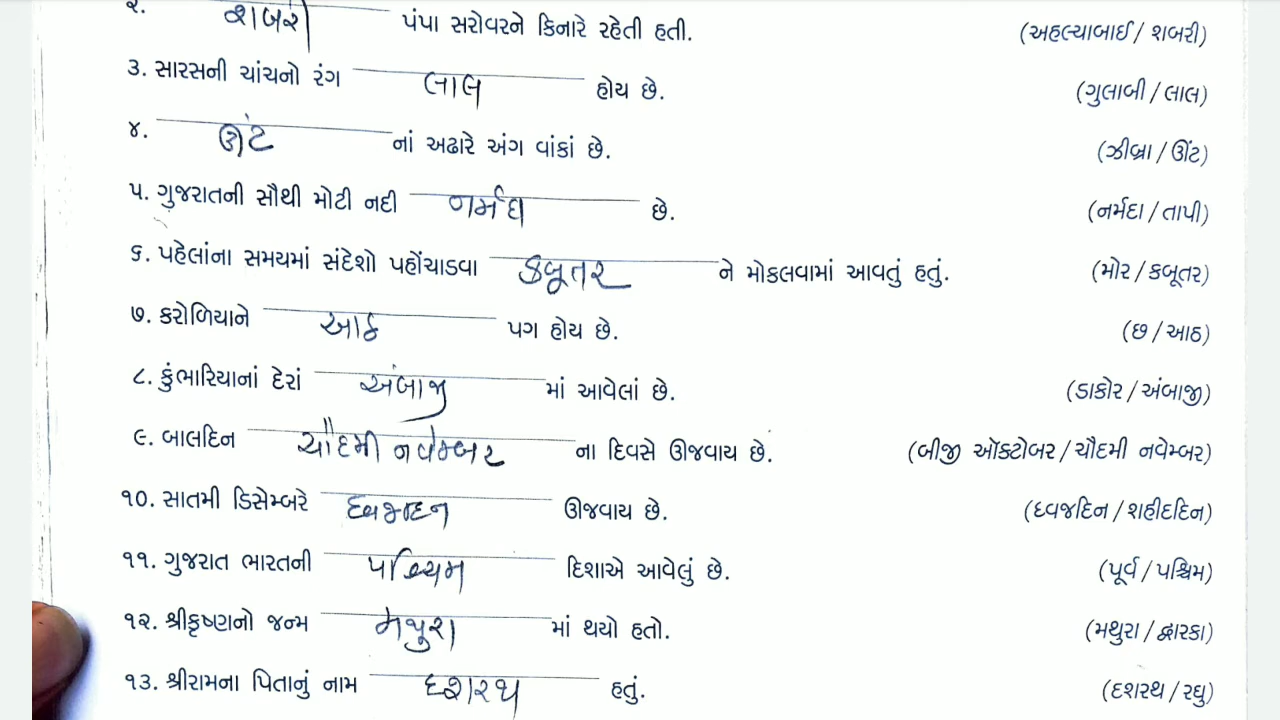 ૨. શબરી પંપા સરોવરને કિનારે રહેતી હતી. (અહલ્યાબાઈ / શબરી)
૩. સારસની ચાંચનો રંગ લાલ હોય છે. (ગુલાબી / લાલ)
૪. ઊંટ નાં અઢારે અંગ વાંકાં છે. (ઝીબ્રા / ઊંટ)
૫. ગુજરાતની સૌથી મોટી નદી નર્મદા છે. (નર્મદા / તાપી)
૬. પહેલાંના સમયમાં સંદેશો પહોંચાડવા કબૂતર ને મોકલવામાં આવતું હતું. (મોર / કબૂતર)
૭. કરોળિયાને આઠ પગ હોય છે. (છ / આઠ)
૮. કુંભારિયાનાં દેરાં અંબાજી માં આવેલાં છે. (ડાકોર / અંબાજી)
૯. બાલદિન ચૌદમી નવેમ્બર ના દિવસે ઊજવાય છે. (બીજી ઑક્ટોબર / ચૌદમી નવેમ્બર)
૧૦. સાતમી ડિસેમ્બરે ધ્વજદિન ઊજવાય છે. (ધ્વજદિન / શહીદદિન)
૧૧. ગુજરાત ભારતની પશ્ચિમ દિશાએ આવેલું છે. (પૂર્વ / પશ્ચિમ)
૧૨. શ્રીકૃષ્ણનો જન્મ મથુરા માં થયો હતો. (મથુરા / દ્વારકા)
૧૩. શ્રીરામના પિતાનું નામ દશરથ હતું. (દશરથ / રઘુ)